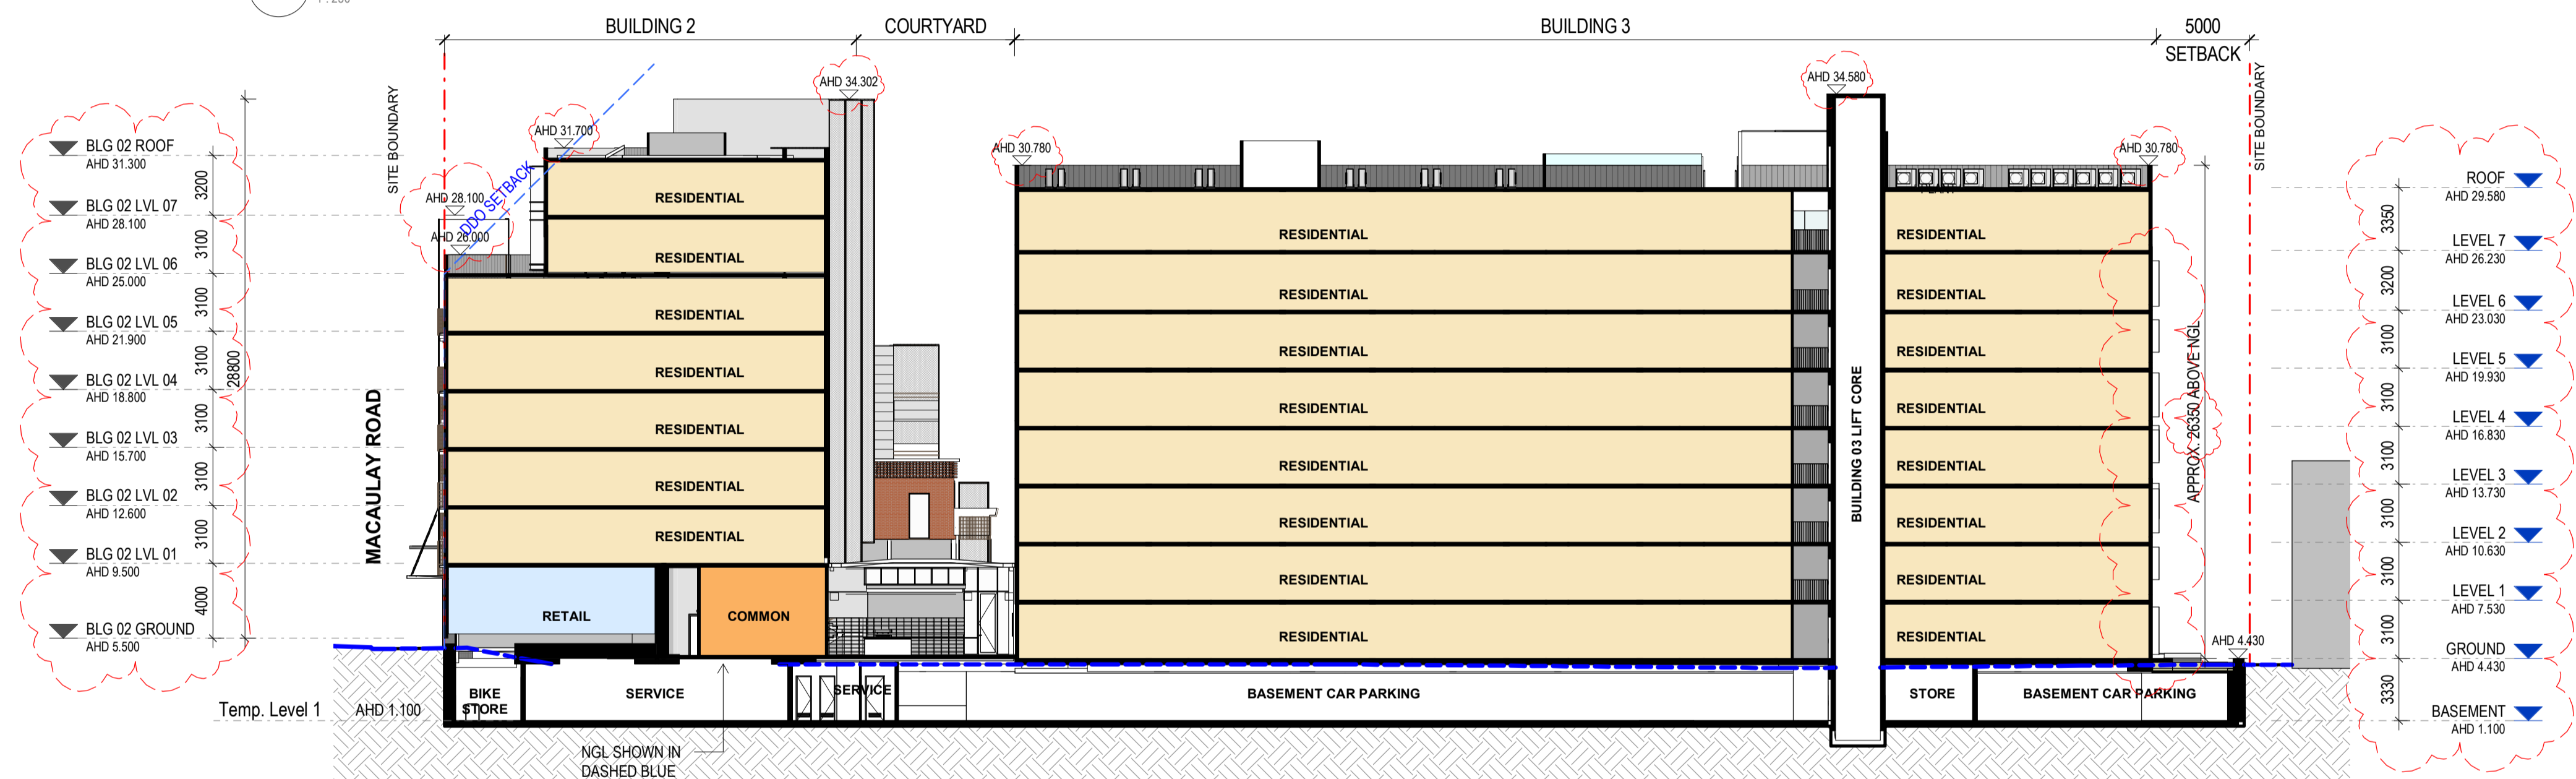 1 : 250
BUILDING 2
COURTYARD
BUILDING 3
5000
SETBACK
BLG 02 ROOF
AHD 31.300
3200
BLG 02 LVL 07
AHD 28.100
3100
BLG 02 LVL 06
AHD 25.000
3100
BLG 02 LVL 05
AHD 21.900
3100
BLG 02 LVL 04
AHD 18.800
3100
BLG 02 LVL 03
AHD 15.700
3100
BLG 02 LVL 02
AHD 12.600
3100
BLG 02 LVL 01
AHD 9.500
4000
BLG 02 GROUND
AHD 5.500
28800
Temp. Level 1
AHD 1.100
MACAULAY ROAD
SITE BOUNDARY
AHD 28.100
AHD 26.000
DDO SETBACK
AHD 31.700
AHD 34.302
RESIDENTIAL
RESIDENTIAL
RESIDENTIAL
RESIDENTIAL
RESIDENTIAL
RESIDENTIAL
RESIDENTIAL
RETAIL
COMMON
BIKE
STORE
SERVICE
SERVICE
NGL SHOWN IN
DASHED BLUE
AHD 30.780
RESIDENTIAL
RESIDENTIAL
RESIDENTIAL
RESIDENTIAL
RESIDENTIAL
RESIDENTIAL
RESIDENTIAL
RESIDENTIAL
BASEMENT CAR PARKING
AHD 34.580
BUILDING 03 LIFT CORE
AHD 30.780
PLANT
RESIDENTIAL
RESIDENTIAL
RESIDENTIAL
RESIDENTIAL
RESIDENTIAL
RESIDENTIAL
RESIDENTIAL
RESIDENTIAL
STORE
BASEMENT CAR PARKING
APPROX. 26350 ABOVE NGL
AHD 4.430
SITE BOUNDARY
ROOF
AHD 29.580
3350
LEVEL 7
AHD 26.230
3200
LEVEL 6
AHD 23.030
3100
LEVEL 5
AHD 19.930
3100
LEVEL 4
AHD 16.830
3100
LEVEL 3
AHD 13.730
3100
LEVEL 2
AHD 10.630
3100
LEVEL 1
AHD 7.530
3100
GROUND
AHD 4.430
3330
BASEMENT
AHD 1.100